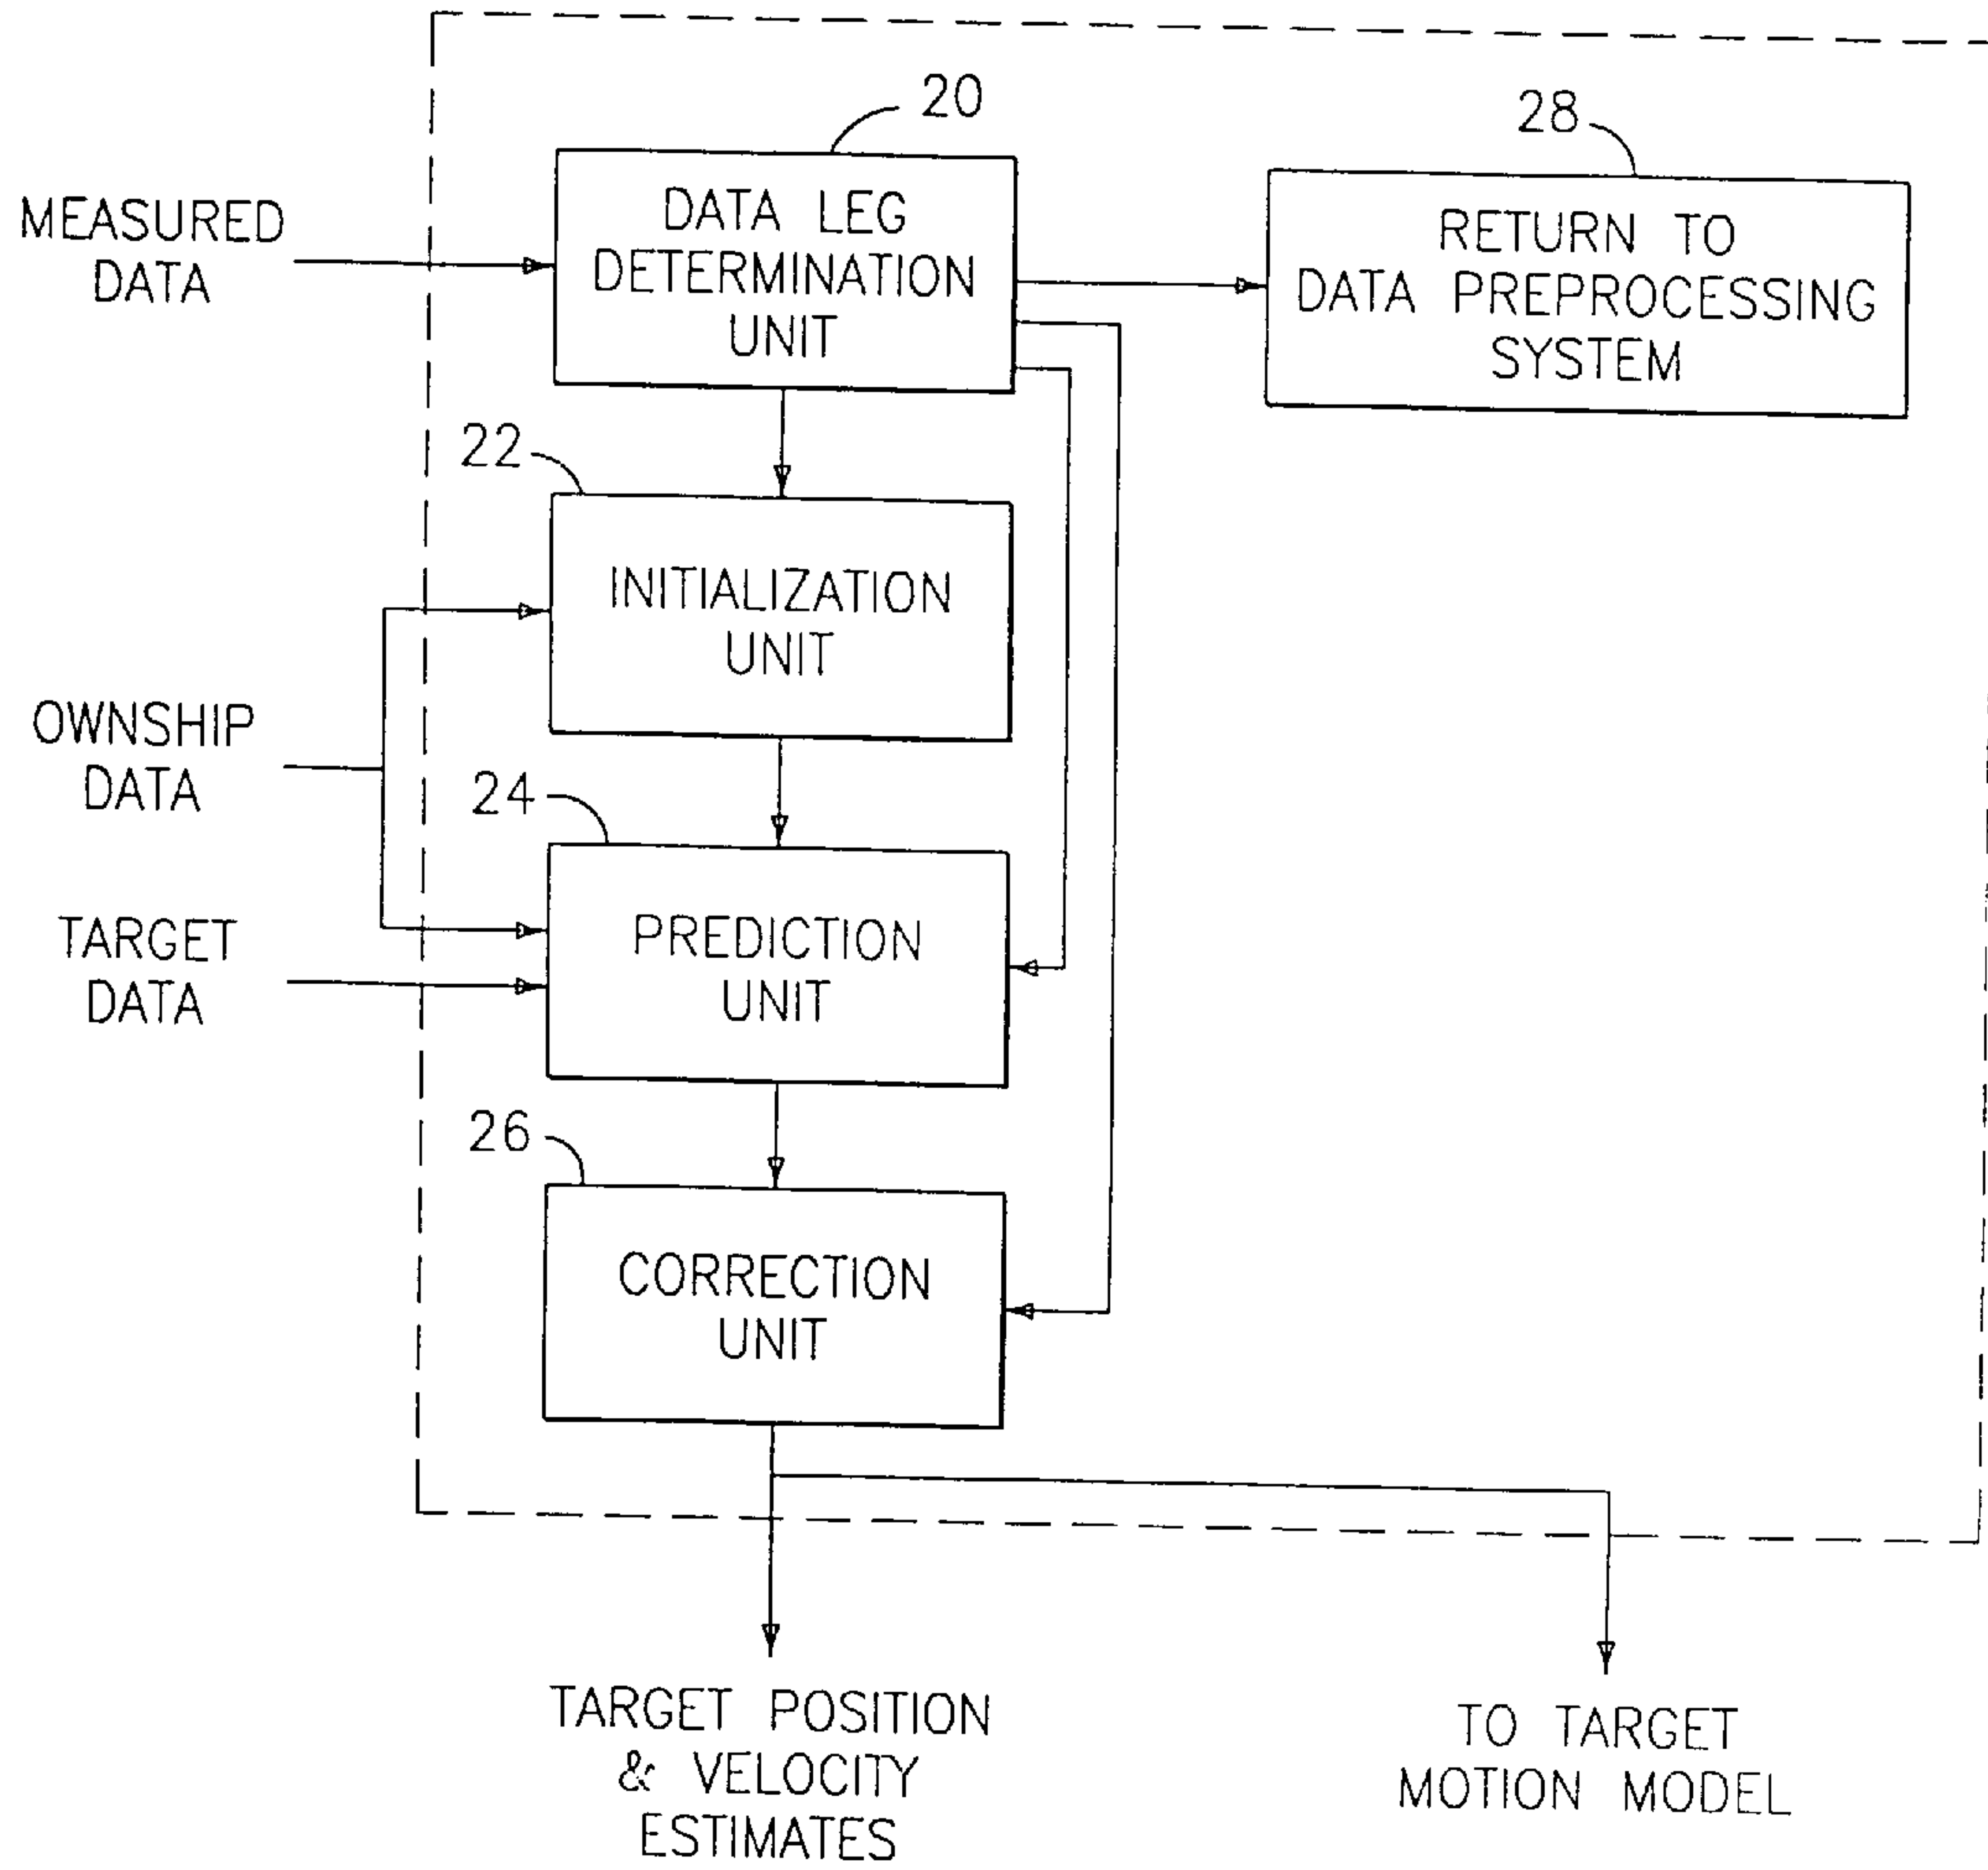 20
28
MEASURED
DATA
DATA LEG
DETERMINATION
UNIT
RETURN TO
DATA PREPROCESSING
SYSTEM
22
INITIALIZATION
UNIT
OWNSHIP
DATA
24
TARGET
DATA
PREDICTION
UNIT
26
CORRECTION
UNIT
TARGET POSITION
& VELOCITY
ESTIMATES
TO TARGET
MOTION MODEL